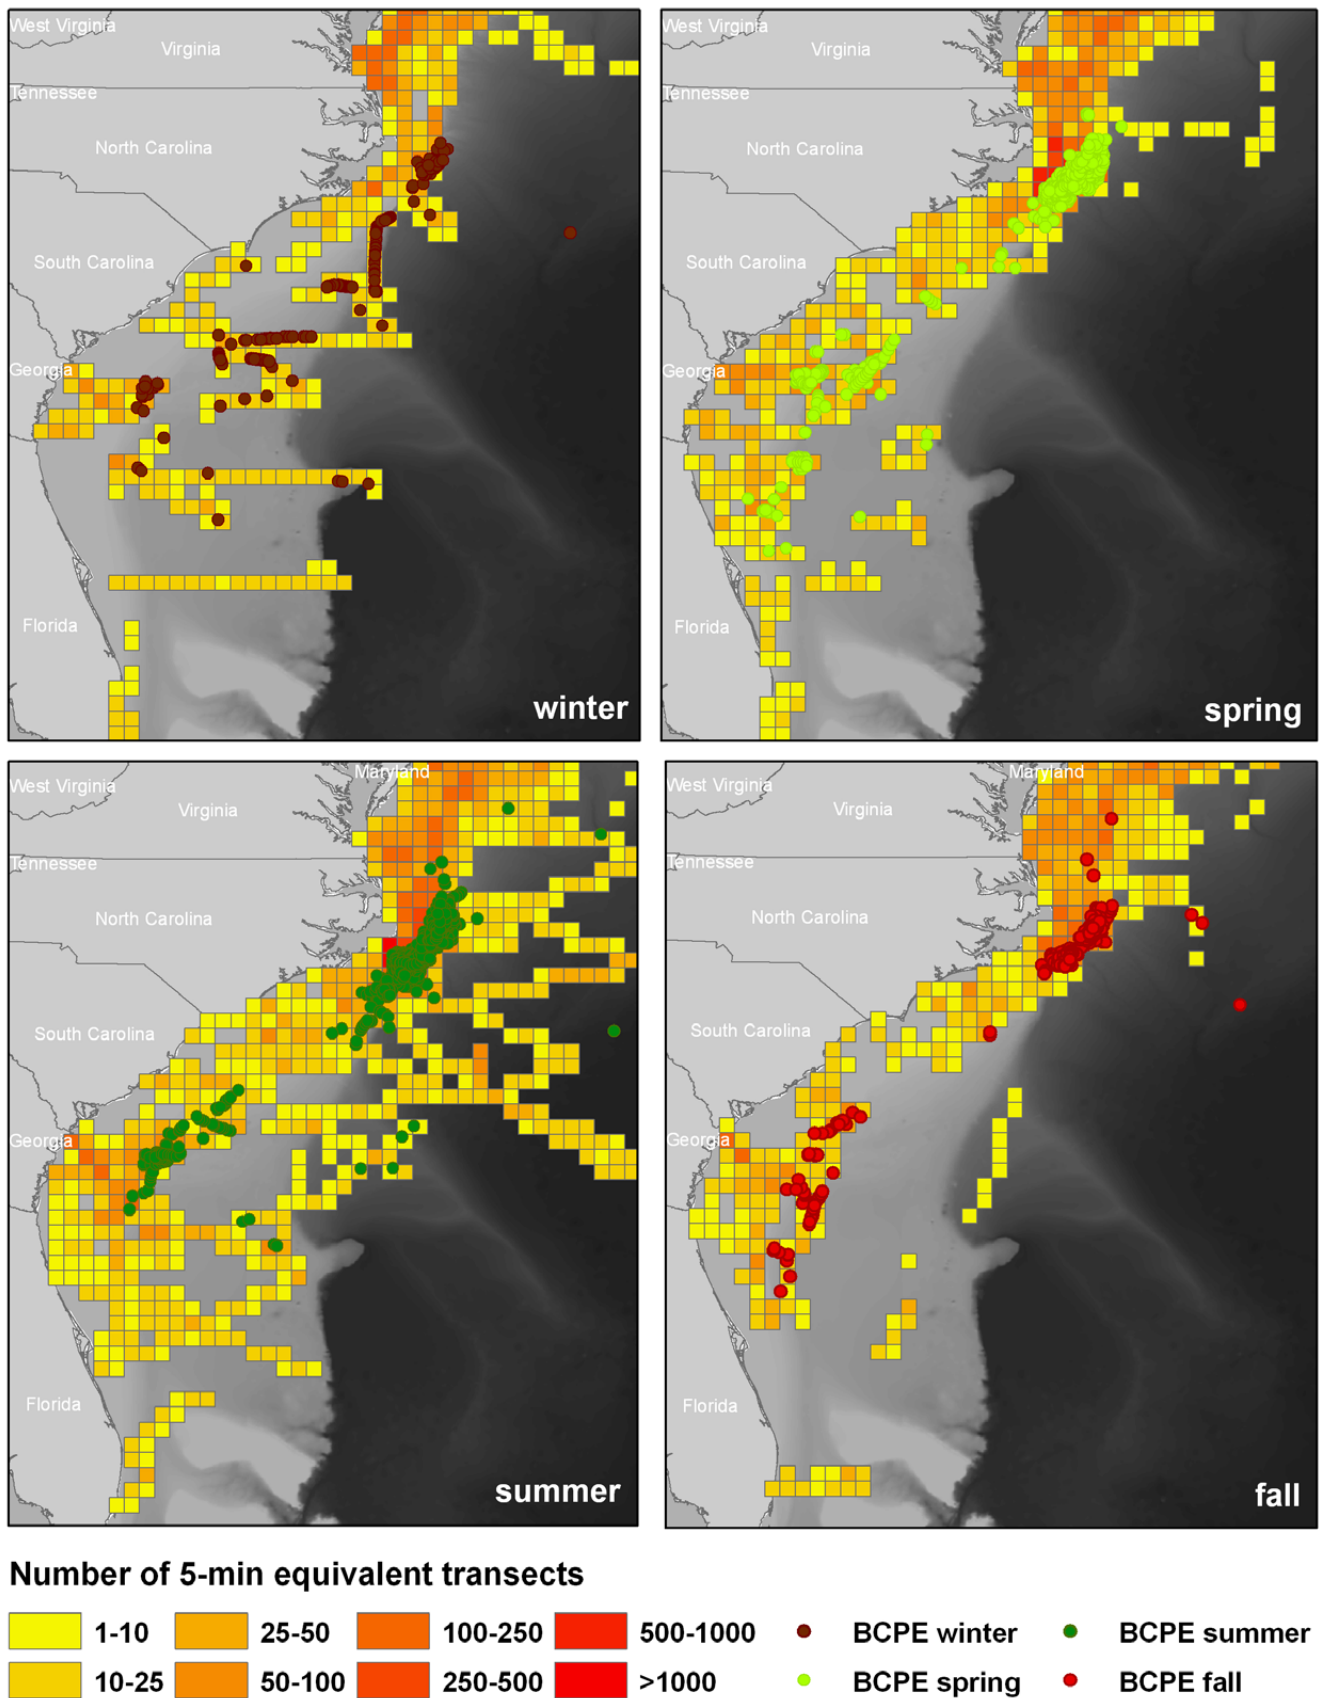 West Virginia
Virginia
Tennessee
North Carolina
South Carolina
Georgia
Florida
winter
West Virginia
Virginia
Tennessee
North Carolina
South Carolina
Georgia
Florida
spring
Maryland
West Virginia
Virginia
Tennessee
North Carolina
South Carolina
Georgia
Florida
summer
Maryland
West Virginia
Virginia
Tennessee
North Carolina
South Carolina
Georgia
Florida
fall
Number of 5-min equivalent transects
1-10 25-50 100-250 500-1000 BCPE winter BCPE summer
10-25 50-100 250-500 >1000 BCPE spring BCPE fall